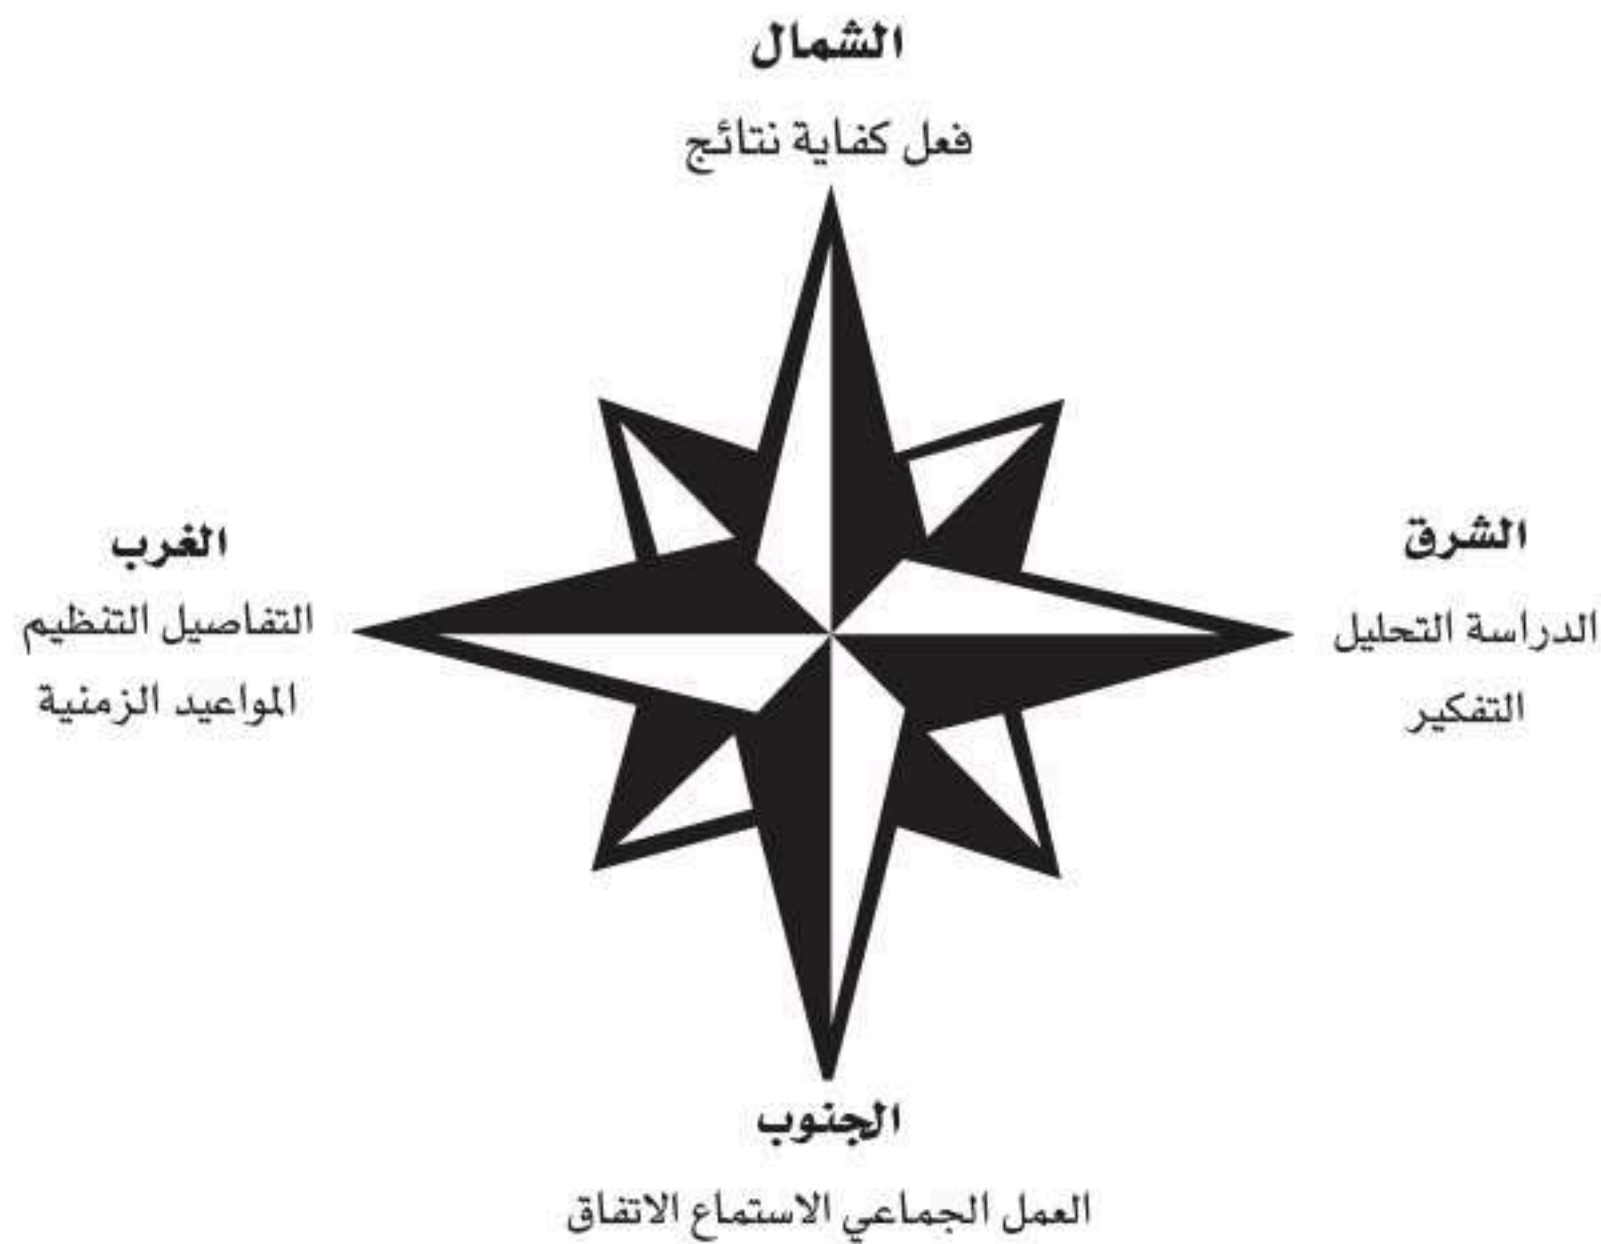 الشمال
فعل كفاية نتائج
الشرق
الدراسة التحليل
التفكير
الغرب
التفاصيل التنظيم
المواعيد الزمنية
الجنوب
العمل الجماعي الاستماع الاتفاق